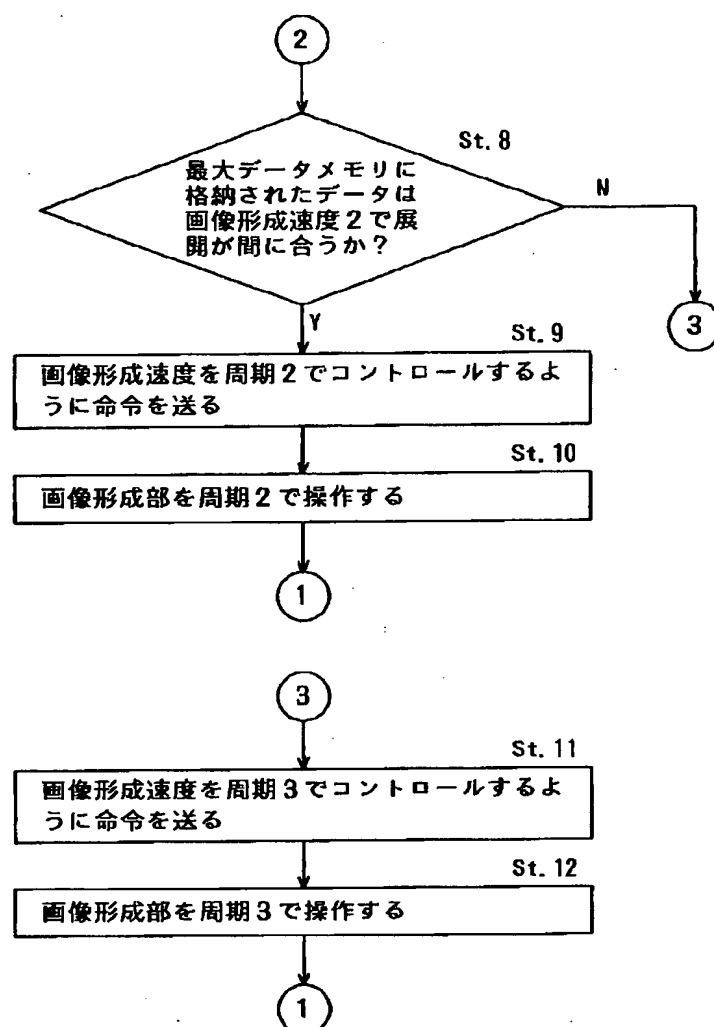 2
St. 8
最大データメモリに
格納されたデータは
画像形成速度2で展
開が間に合うか？
N
3
Y
St. 9
画像形成速度を周期2でコントロールするよ
うに命令を送る
St. 10
画像形成部を周期2で操作する
1
3
St. 11
画像形成速度を周期3でコントロールするよ
うに命令を送る
St. 12
画像形成部を周期3で操作する
1